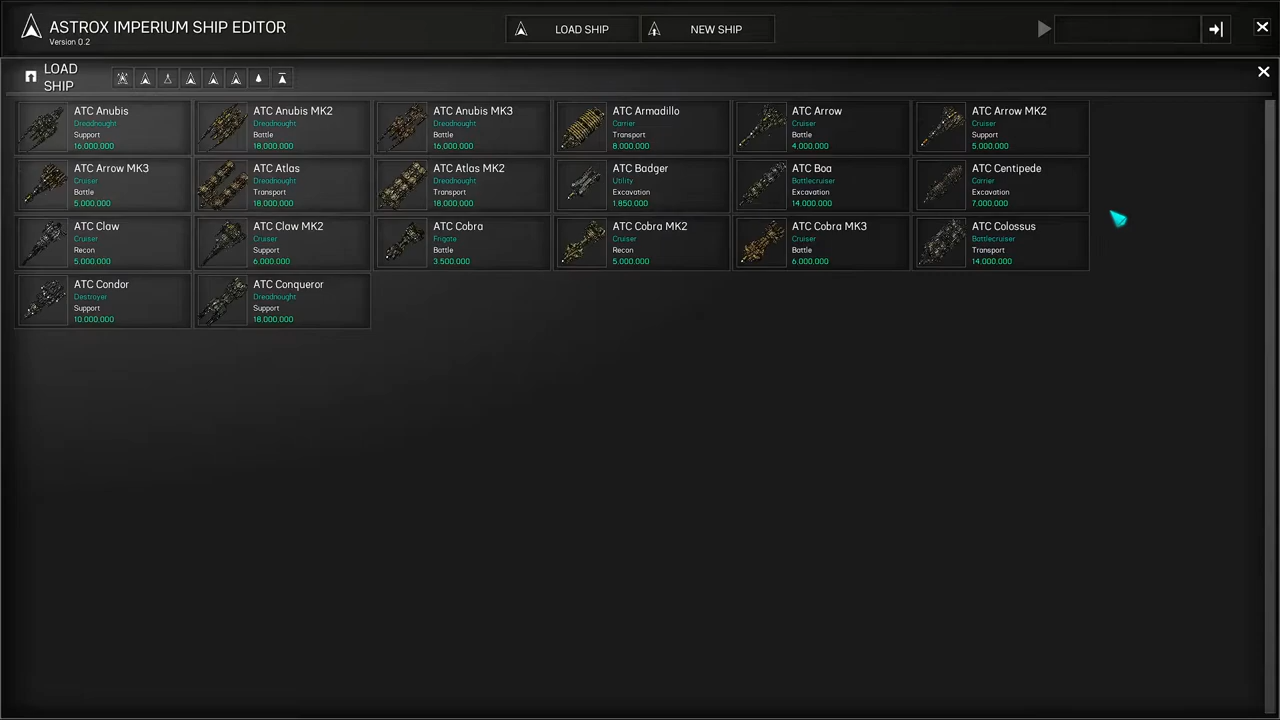 ASTROX IMPERIUM SHIP EDITOR
Version 0.2
LOAD SHIP
NEW SHIP
LOAD
SHIP
ATC Anubis
Dreadnought
Support
16.000.000
ATC Anubis MK2
Dreadnought
Battle
18.000.000
ATC Anubis MK3
Dreadnought
Battle
16.000.000
ATC Armadillo
Carrier
Transport
8.000.000
ATC Arrow
Cruiser
Battle
4.000.000
ATC Arrow MK2
Cruiser
Support
5.000.000
ATC Arrow MK3
Cruiser
Battle
5.000.000
ATC Atlas
Dreadnought
Transport
18.000.000
ATC Atlas MK2
Dreadnought
Transport
18.000.000
ATC Badger
Utility
Excavation
1.850.000
ATC Boa
Battlecruiser
Excavation
14.000.000
ATC Centipede
Carrier
Excavation
7.000.000
ATC Claw
Cruiser
Recon
5.000.000
ATC Claw MK2
Cruiser
Support
6.000.000
ATC Cobra
Frigate
Battle
3.500.000
ATC Cobra MK2
Cruiser
Recon
5.000.000
ATC Cobra MK3
Cruiser
Battle
6.000.000
ATC Colossus
Battlecruiser
Transport
14.000.000
ATC Condor
Destroyer
Support
10.000.000
ATC Conqueror
Dreadnought
Support
18.000.000